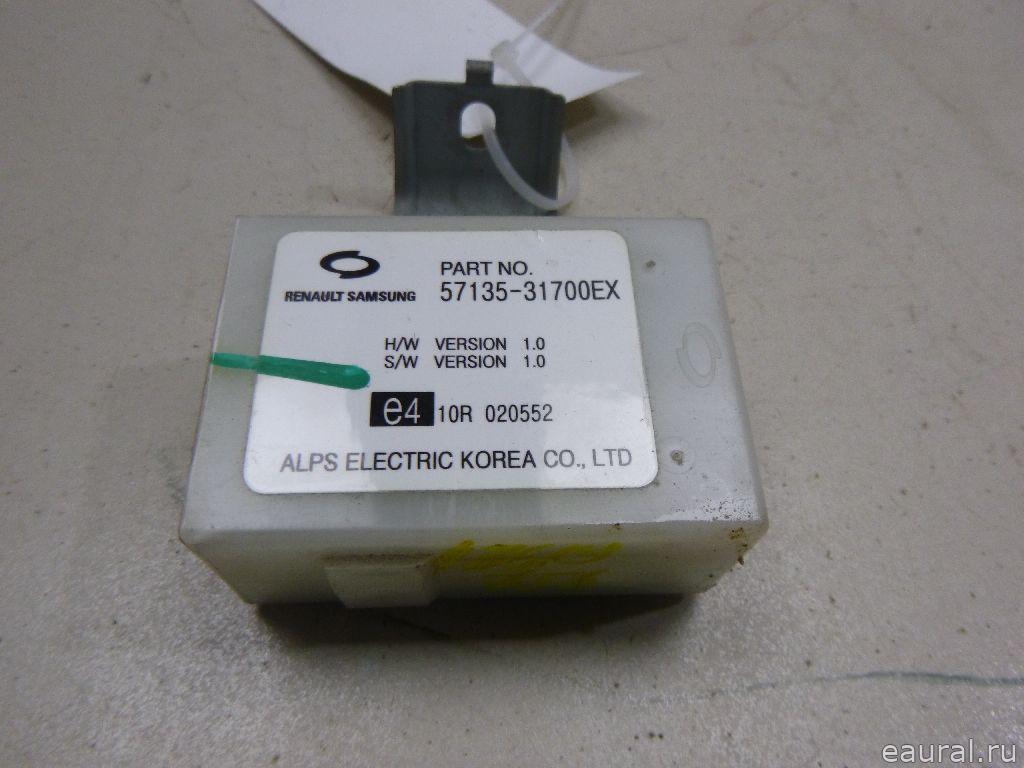 RENAULT SAMSUNG
PART NO.
57135-31700EX
H/W VERSION 1.0
S/W VERSION 1.0
e4 10R 020552
ALPS ELECTRIC KOREA CO., LTD
eaural.ru